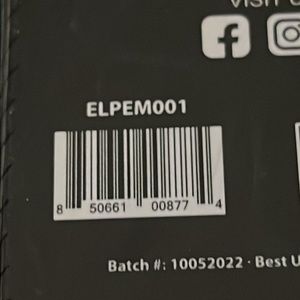 VISIT
ELPEM001
8 50661 00877 4
Batch #: 10052022 · Best U